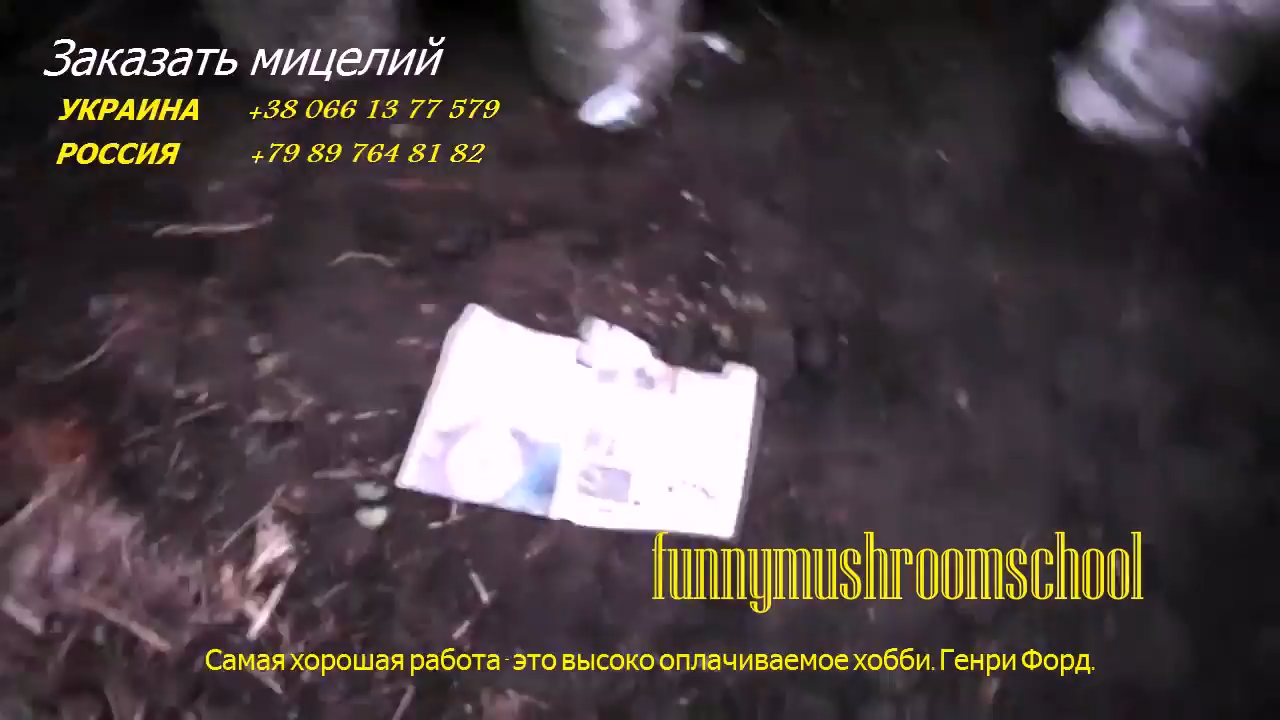 Заказать мицелий
УКРАИНА +38 066 13 77 579
РОССИЯ +79 89 764 81 82
funnymushroomschool
Самая хорошая работа - это высоко оплачиваемое хобби. Генри Форд.